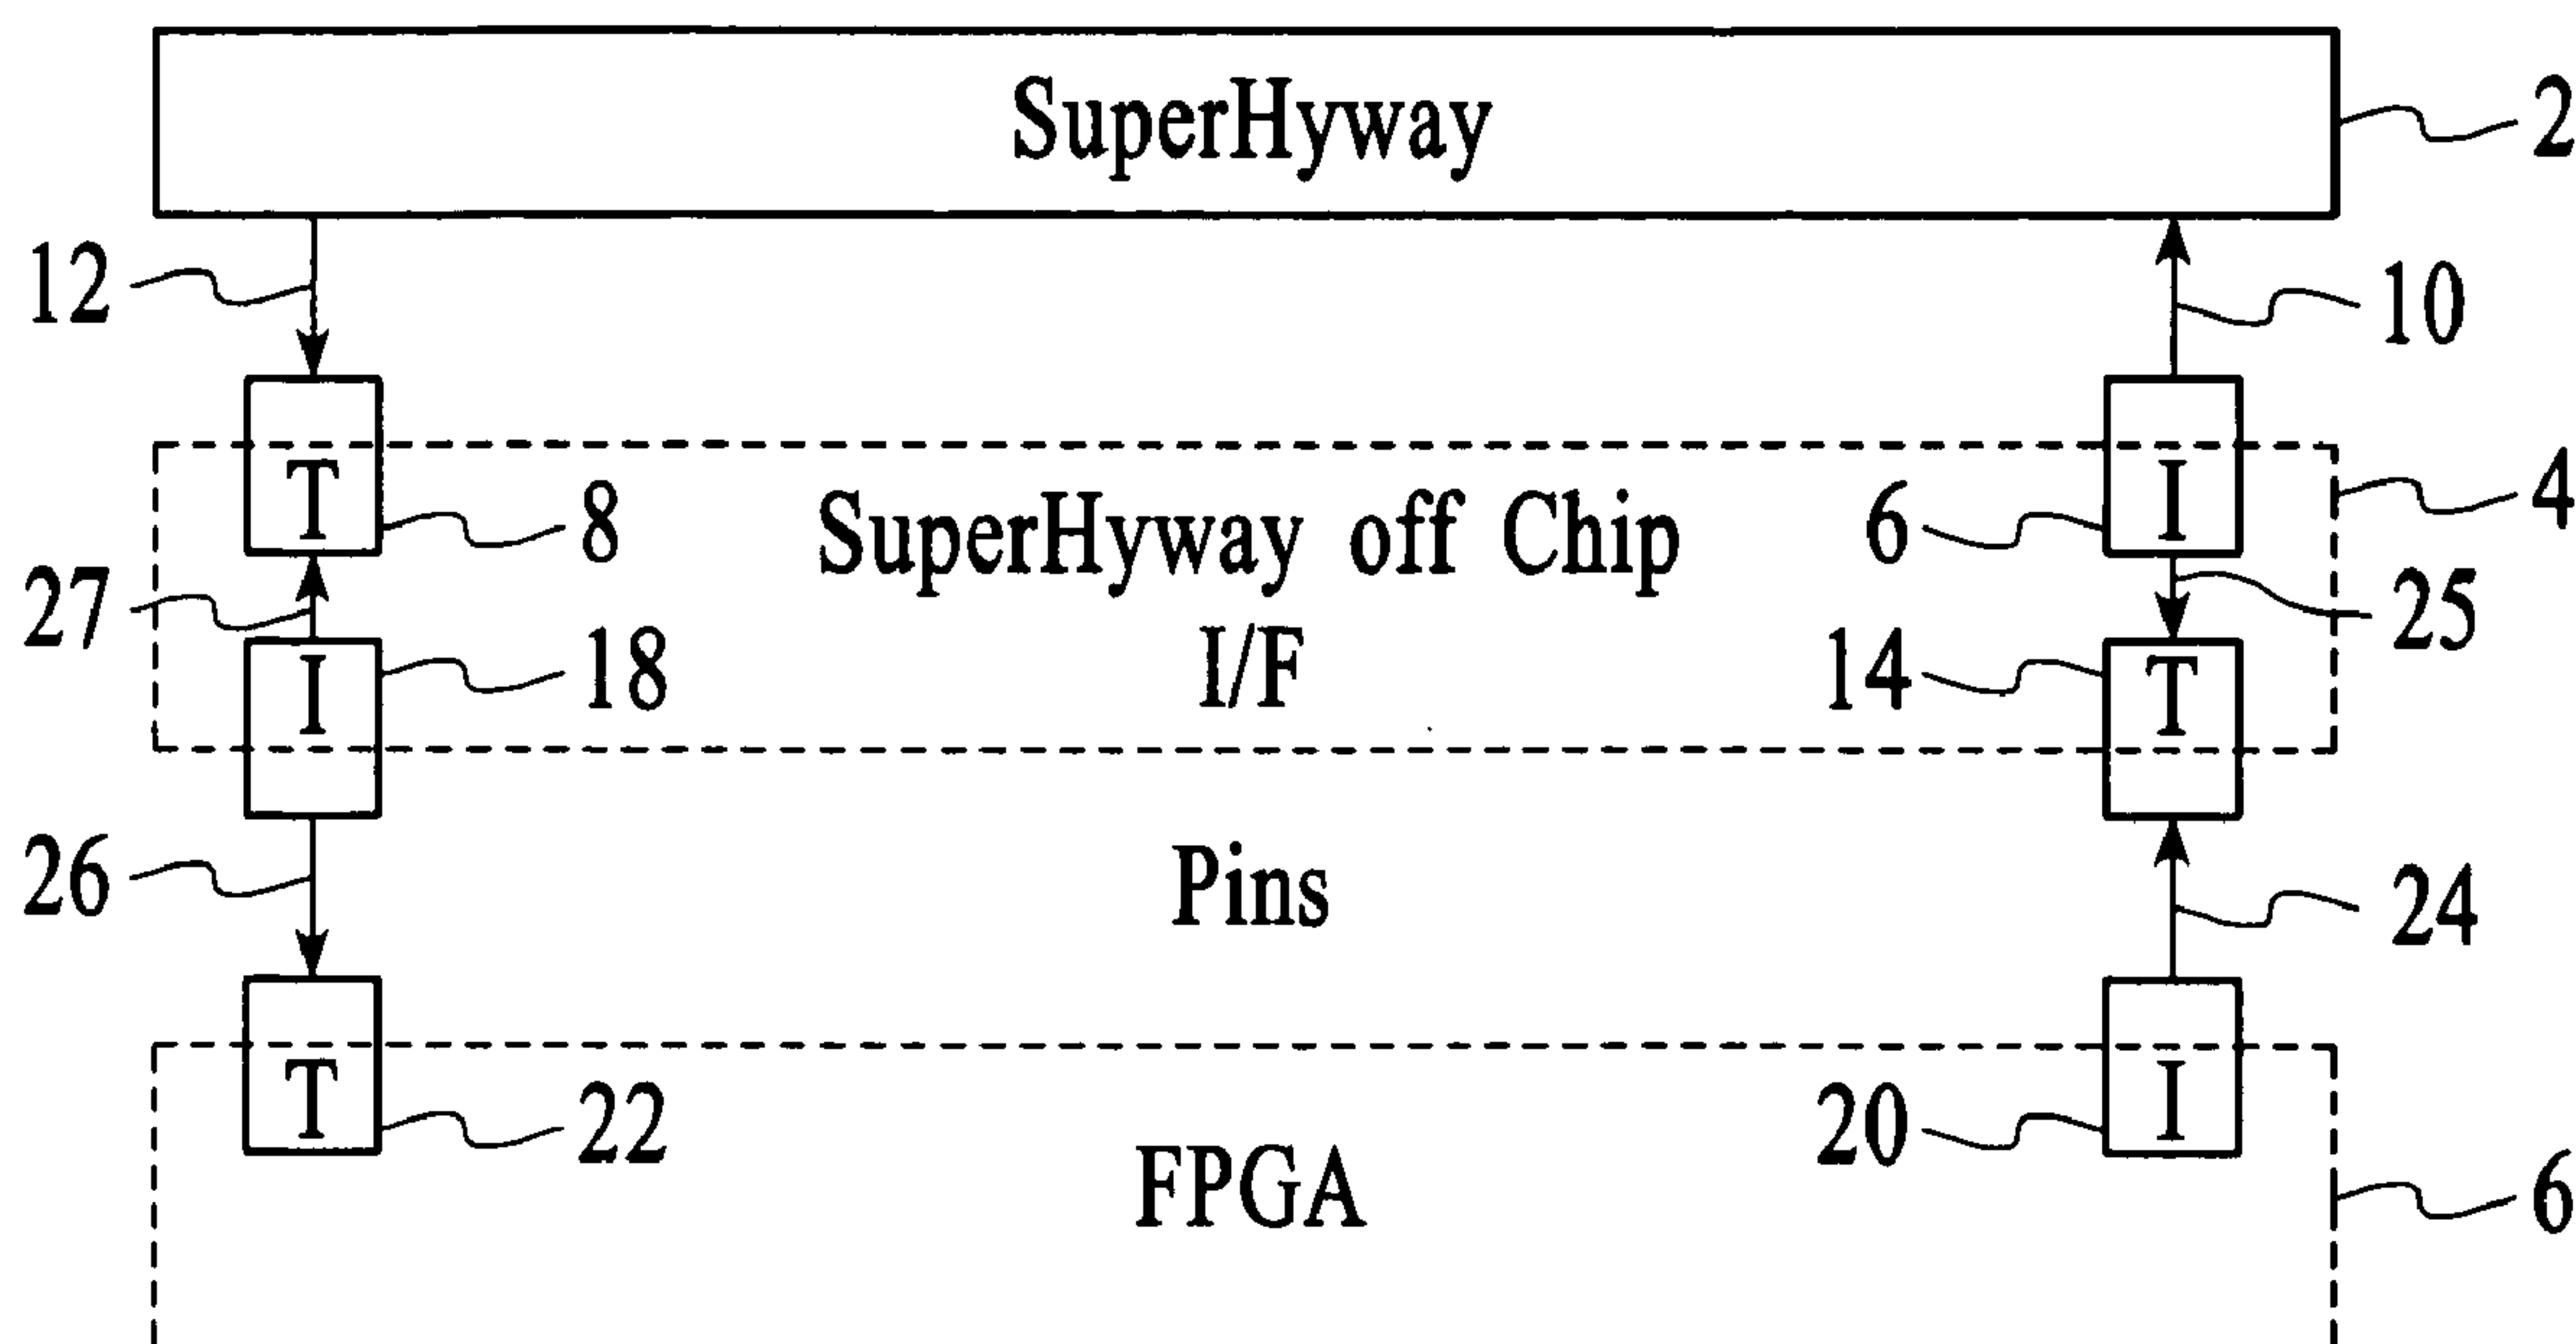 SuperHyway
2
12
10
T
I
8
SuperHyway off Chip
6
4
27
25
I
18
I/F
14
T
26
Pins
24
T
22
20
I
FPGA
6